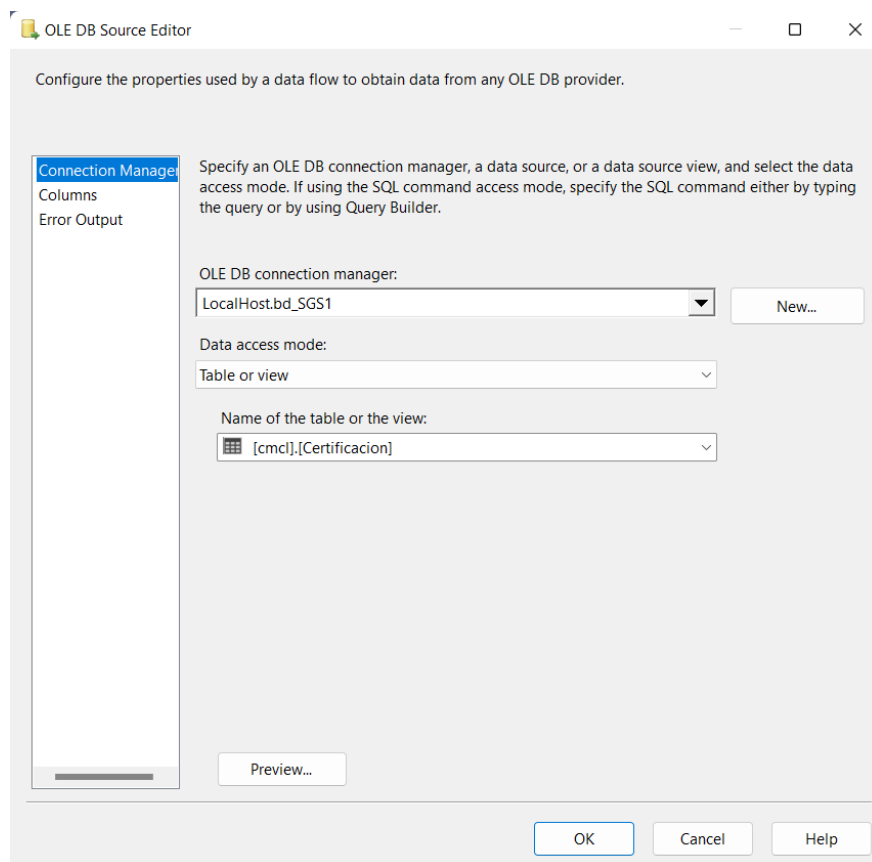 OLE DB Source Editor
Configure the properties used by a data flow to obtain data from any OLE DB provider.
Connection Manager
Columns
Error Output
Specify an OLE DB connection manager, a data source, or a data source view, and select the data
access mode. If using the SQL command access mode, specify the SQL command either by typing
the query or by using Query Builder.
OLE DB connection manager:
LocalHost.bd_SGS1
New...
Data access mode:
Table or view
Name of the table or the view:
[cmcl].[Certificacion]
Preview...
OK
Cancel
Help